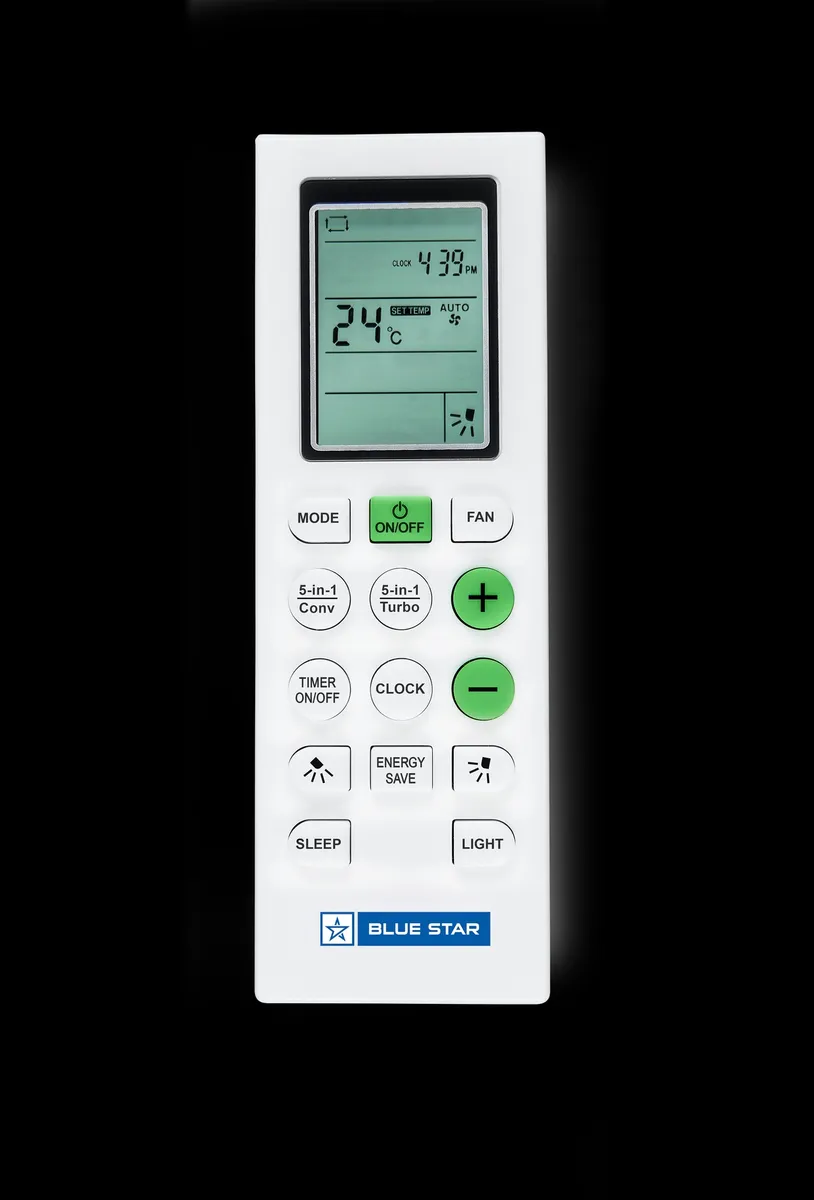 CLOCK 4 39 PM
24 °C SET TEMP AUTO
MODE
ON/OFF
FAN
5-in-1
Conv
5-in-1
Turbo
+
TIMER
ON/OFF
CLOCK
−
ENERGY
SAVE
SLEEP
LIGHT
BLUE STAR